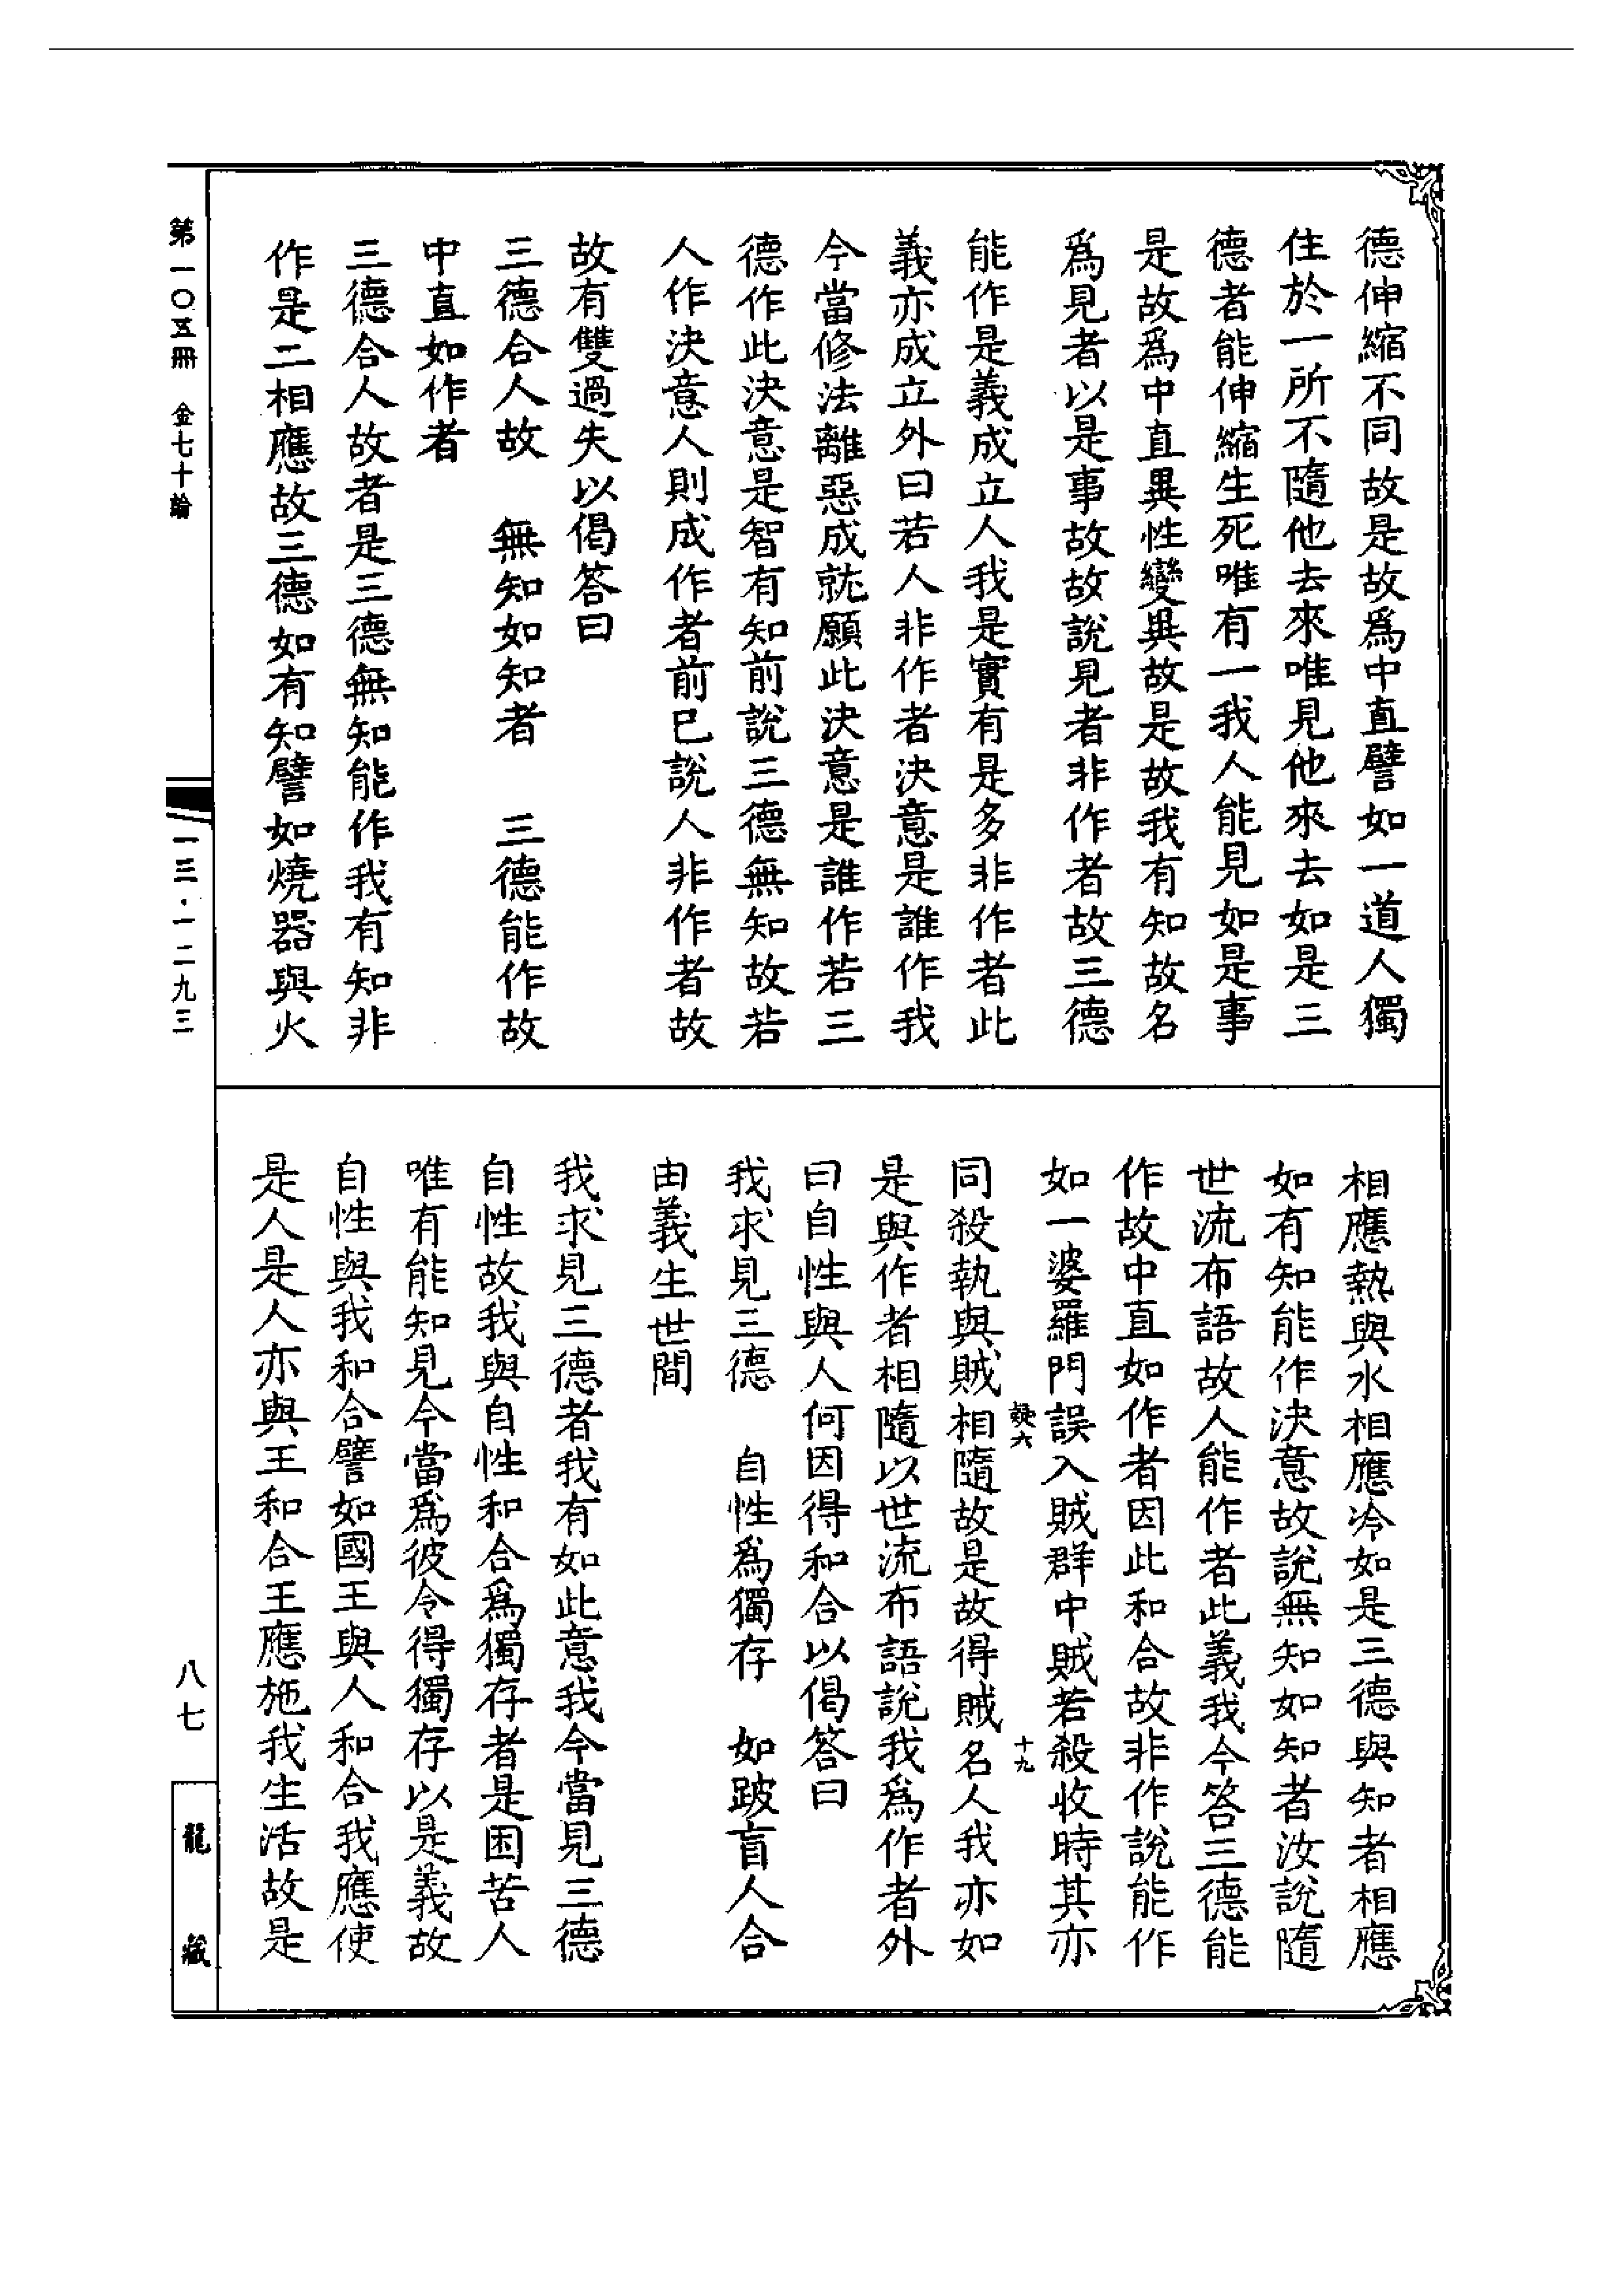 德伸縮不同故是故爲中直譬如一道人獨
住於一所不隨他去來唯見他來去如是三
德者能伸縮生死唯有一我人能見如是事
是故爲中直異性變異故是故我有知故名
爲見者以是事故故說見者非作者故三德
能作是義成立人我是實有是多非作者此
義亦成立外曰若人非作者決意是誰作我
今當修法離惡成就願此決意是誰作若三
德作此決意是智有知前說三德無知故若
人作決意人則成作者前已說人非作者故
故有雙過失以偈答曰
三德合人故　無知如知者　三德能作故
中直如作者
三德合人故者是三德無知能作我有知非
作是二相應故三德如有知譬如燒器與火
相應熱與水相應冷如是三德與知者相應
如有知能作決意故說無知如知者汝說隨
世流布語故人能作者此義我今答三德能
作故中直如作者因此和合故非作說能作
如一婆羅門誤入賊群中賊若殺收時其亦
疑六　十九
同殺執與賊相隨故是故得賊名人我亦如
是與作者相隨以世流布語說我爲作者外
曰自性與人何因得和合以偈答曰
我求見三德　自性爲獨存　如跛盲人合
由義生世間
我求見三德者我有如此意我今當見三德
自性故我與自性和合爲獨存者是困苦人
唯有能知見今當爲彼令得獨存以是義故
自性與我和合譬如國王與人和合我應使
是人是人亦與王和合王應施我生活故是
第一〇五冊　金七十論
一三·一二九三
八七
龍藏